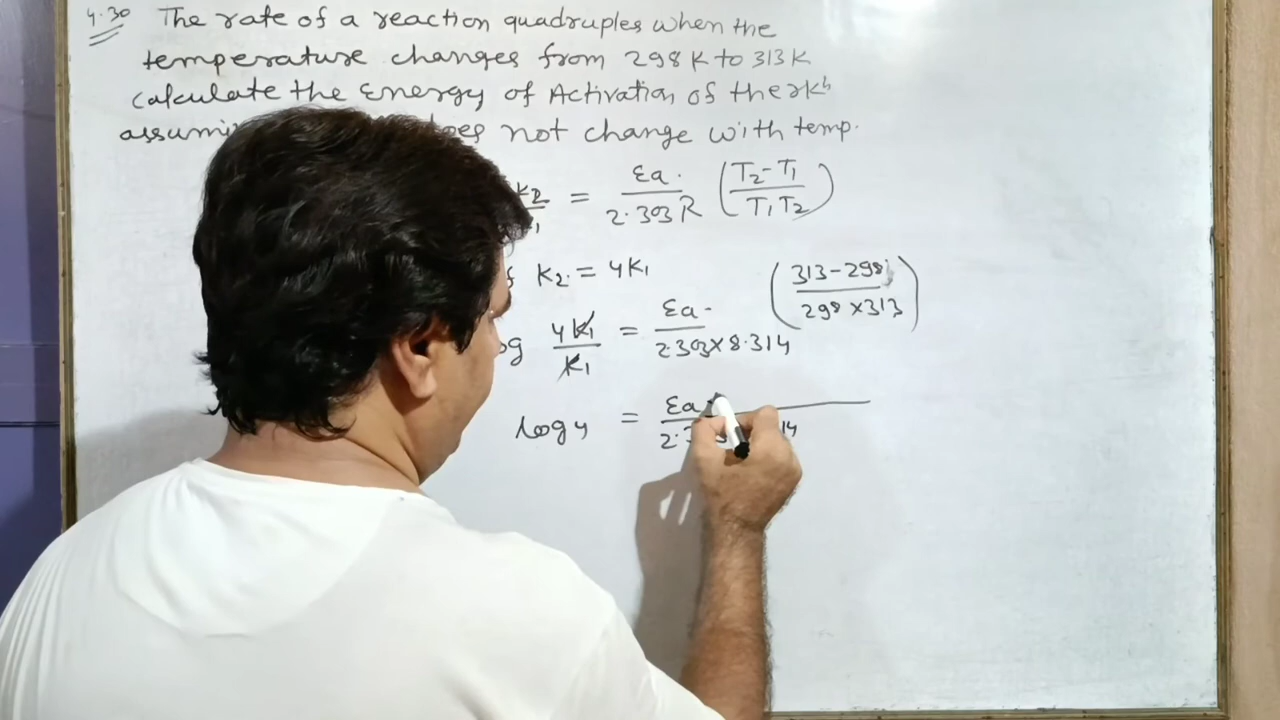 4.30 The rate of a reaction quadruples when the
temperature changes from 298 K to 313 K
calculate the Energy of Activation of the rxn
not change with temp.
K2 = Ea. / 2.303 R (T2-T1 / T1T2)
K2 = 4K1
4K1 / K1 = Ea / 2.303 x 8.314 (313-298 / 298 x 313)
log 4 = Ea